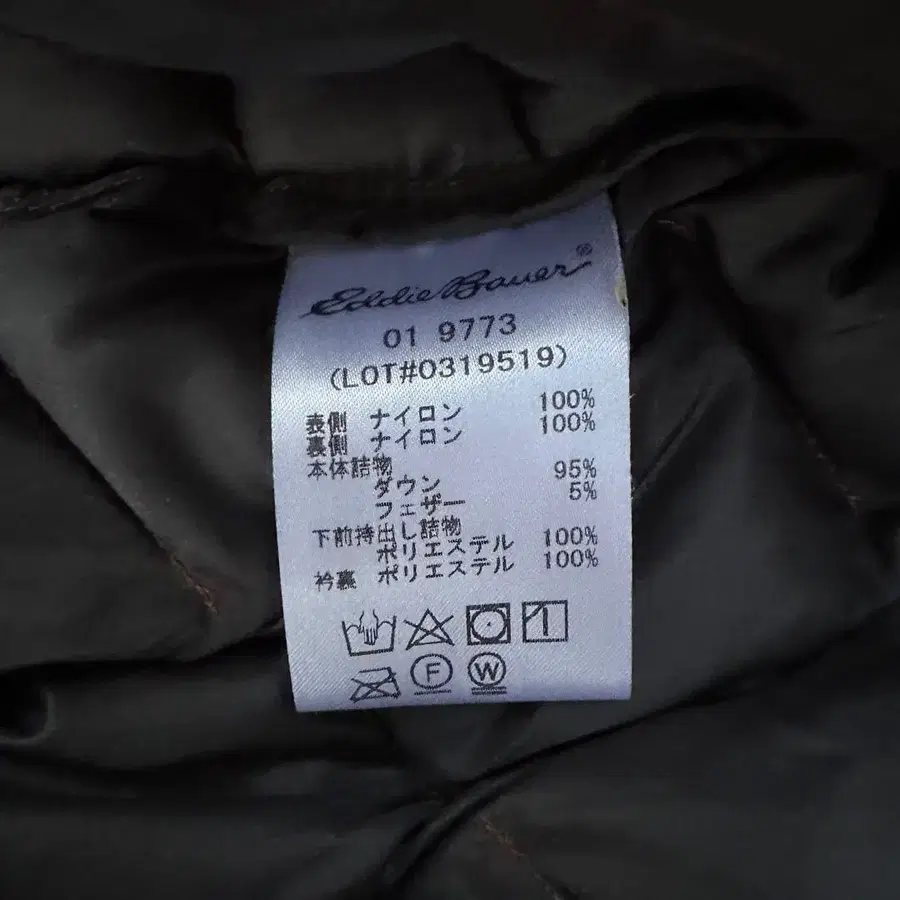 Eddie Bauer®
01 9773
(LOT#0319519)
表側 ナイロン 100%
裏側 ナイロン 100%
本体詰物
ダウン 95%
フェザー 5%
下前持出し詰物
ポリエステル 100%
衿裏 ポリエステル 100%
F W